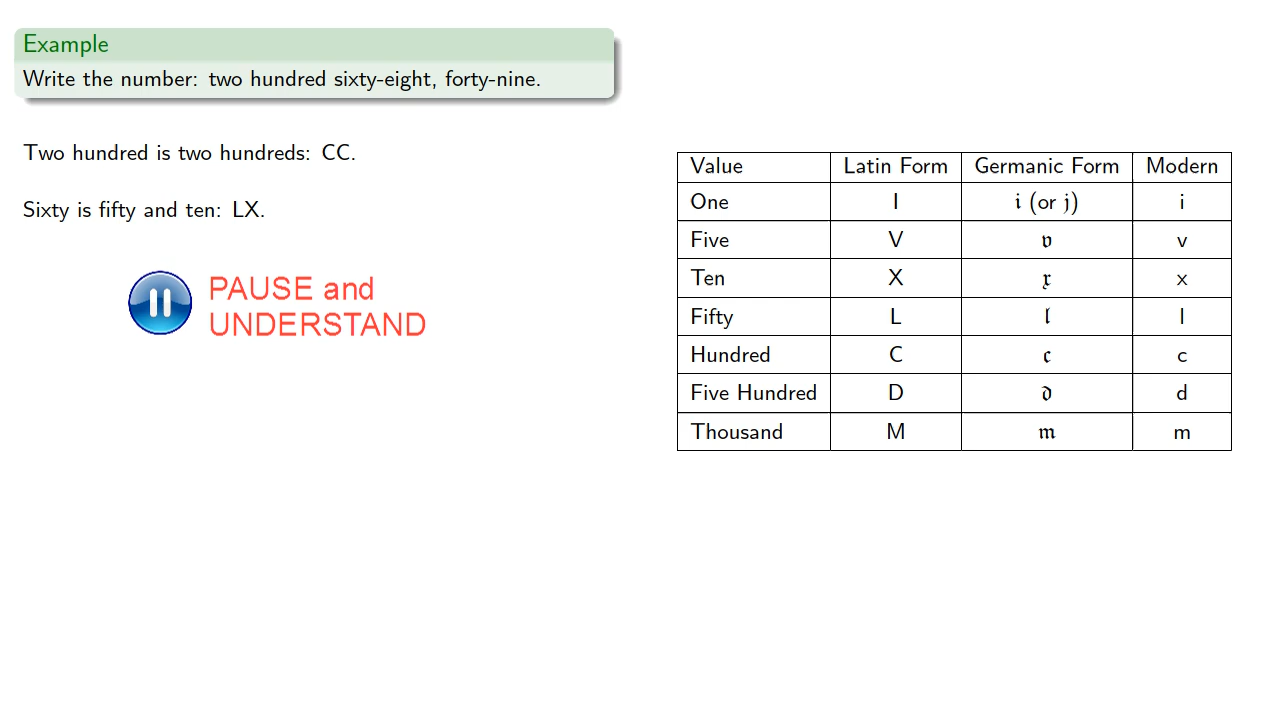 Example
Write the number: two hundred sixty-eight, forty-nine.
Two hundred is two hundreds: CC.
Sixty is fifty and ten: LX.
PAUSE and
UNDERSTAND
Value Latin Form Germanic Form Modern
One I 𝔦 (or 𝔧) i
Five V 𝔳 v
Ten X 𝔵 x
Fifty L 𝔩 l
Hundred C 𝔠 c
Five Hundred D 𝔡 d
Thousand M 𝔪 m